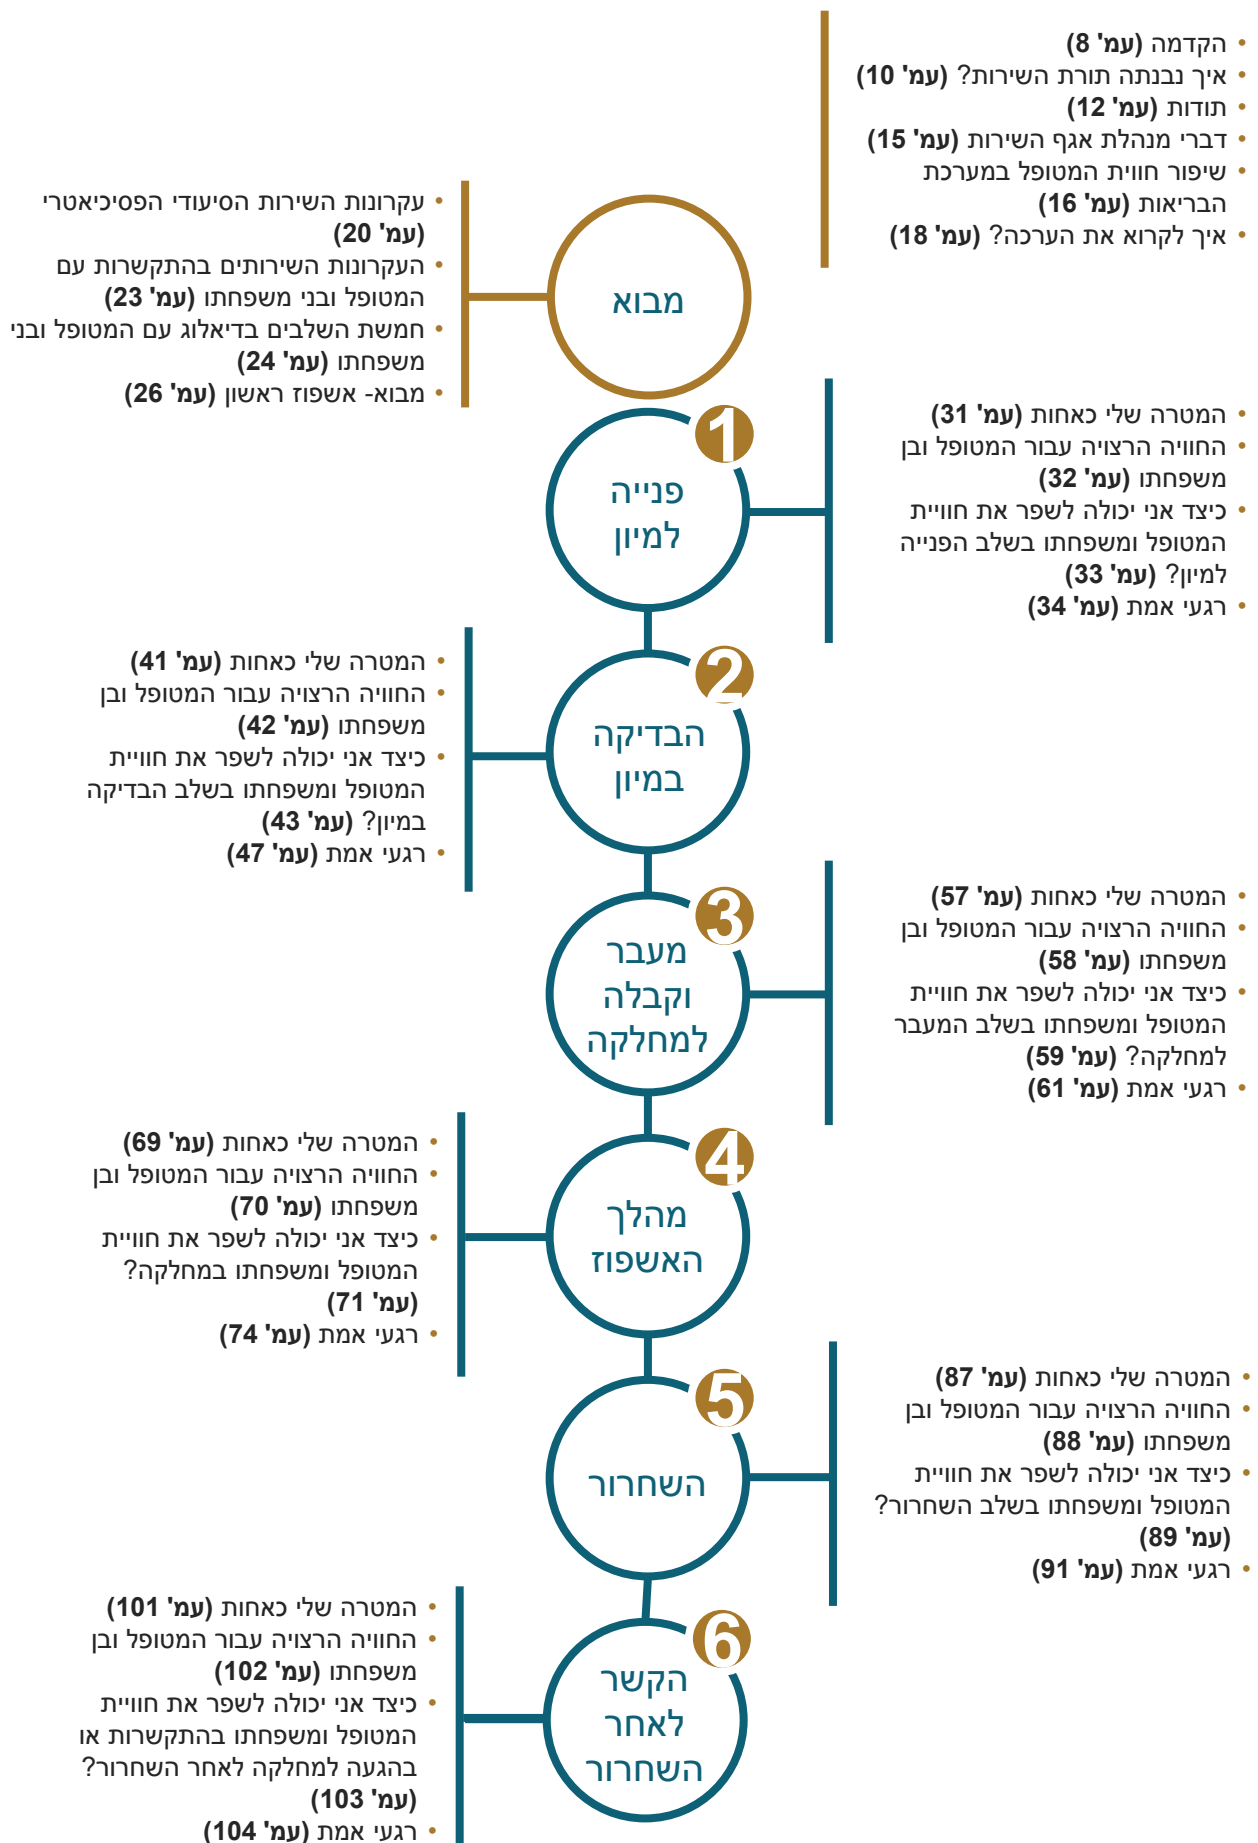 • הקדמה (עמ' 8)
• איך נבנתה תורת השירות? (עמ' 10)
• תודות (עמ' 12)
• דברי מנהלת אגף השירות (עמ' 15)
• שיפור חווית המטופל במערכת
הבריאות (עמ' 16)
• איך לקרוא את הערכה? (עמ' 18)
מבוא
• עקרונות השירות הסיעודי הפסיכיאטרי
(עמ' 20)
• העקרונות השירותים בהתקשרות עם
המטופל ובני משפחתו (עמ' 23)
• חמשת השלבים בדיאלוג עם המטופל ובני
משפחתו (עמ' 24)
• מבוא- אשפוז ראשון (עמ' 26)
1
פנייה
למיון
• המטרה שלי כאחות (עמ' 31)
• החוויה הרצויה עבור המטופל ובן
משפחתו (עמ' 32)
• כיצד אני יכולה לשפר את חוויית
המטופל ומשפחתו בשלב הפנייה
למיון? (עמ' 33)
• רגעי אמת (עמ' 34)
2
הבדיקה
במיון
• המטרה שלי כאחות (עמ' 41)
• החוויה הרצויה עבור המטופל ובן
משפחתו (עמ' 42)
• כיצד אני יכולה לשפר את חוויית
המטופל ומשפחתו בשלב הבדיקה
במיון? (עמ' 43)
• רגעי אמת (עמ' 47)
3
מעבר
וקבלה
למחלקה
• המטרה שלי כאחות (עמ' 57)
• החוויה הרצויה עבור המטופל ובן
משפחתו (עמ' 58)
• כיצד אני יכולה לשפר את חוויית
המטופל ומשפחתו בשלב המעבר
למחלקה? (עמ' 59)
• רגעי אמת (עמ' 61)
4
מהלך
האשפוז
• המטרה שלי כאחות (עמ' 69)
• החוויה הרצויה עבור המטופל ובן
משפחתו (עמ' 70)
• כיצד אני יכולה לשפר את חוויית
המטופל ומשפחתו במחלקה?
(עמ' 71)
• רגעי אמת (עמ' 74)
5
השחרור
• המטרה שלי כאחות (עמ' 87)
• החוויה הרצויה עבור המטופל ובן
משפחתו (עמ' 88)
• כיצד אני יכולה לשפר את חוויית
המטופל ומשפחתו בשלב השחרור?
(עמ' 89)
• רגעי אמת (עמ' 91)
6
הקשר
לאחר
השחרור
• המטרה שלי כאחות (עמ' 101)
• החוויה הרצויה עבור המטופל ובן
משפחתו (עמ' 102)
• כיצד אני יכולה לשפר את חוויית
המטופל ומשפחתו בהתקשרות או
בהגעה למחלקה לאחר השחרור?
(עמ' 103)
• רגעי אמת (עמ' 104)